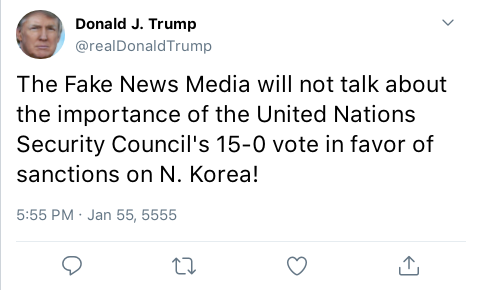 Donald J. Trump
@realDonaldTrump
The Fake News Media will not talk about
the importance of the United Nations
Security Council's 15-0 vote in favor of
sanctions on N. Korea!
5:55 PM · Jan 55, 5555